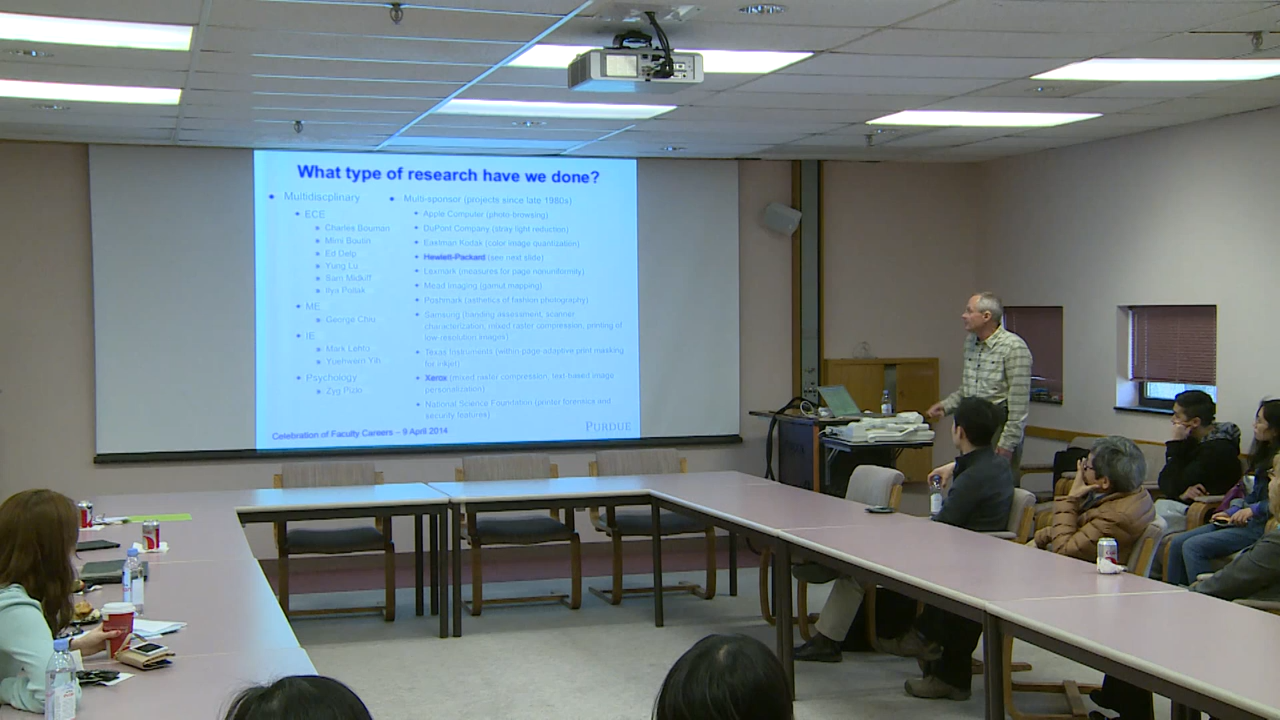 What type of research have we done?
Multidiscplinary
ECE
Charles Bouman
Mimi Boutin
Ed Delp
Yung Lu
Sam Midkiff
Ilya Pollak
ME
George Chiu
IE
Mark Lehto
Yuehwern Yih
Psychology
Zyg Pizlo
Multi-sponsor (projects since late 1980s)
Apple Computer (photo-browsing)
DuPont Company (stray light reduction)
Eastman Kodak (color image quantization)
Hewlett-Packard (see next slide)
Lexmark (measures for page nonuniformity)
Mead Imaging (gamut mapping)
Poshmark (asthetics of fashion photography)
Samsung (banding assessment, scanner
characterization, mixed raster compression, printing of
low resolution images)
Texas Instruments (within-page adaptive print masking
for inkjet)
Xerox (mixed raster compression, text-based image
personalization)
National Science Foundation (printer forensics and
security features)
Celebration of Faculty Careers – 9 April 2014
PURDUE